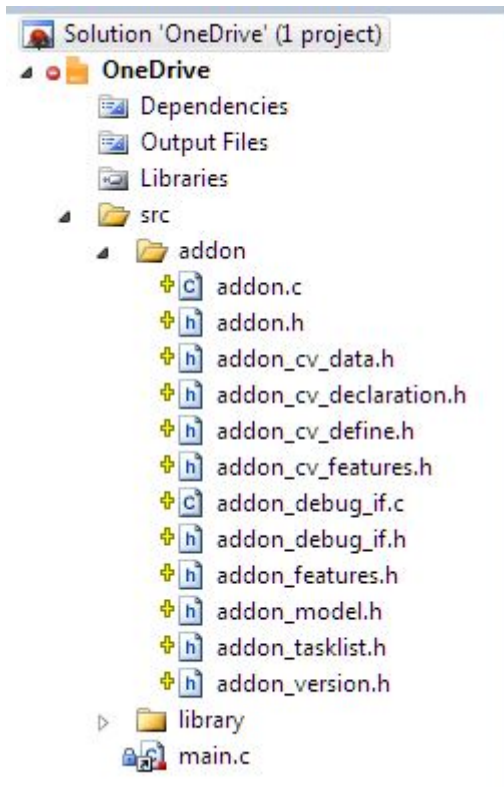 Solution 'OneDrive' (1 project)
OneDrive
Dependencies
Output Files
Libraries
src
addon
addon.c
addon.h
addon_cv_data.h
addon_cv_declaration.h
addon_cv_define.h
addon_cv_features.h
addon_debug_if.c
addon_debug_if.h
addon_features.h
addon_model.h
addon_tasklist.h
addon_version.h
library
main.c